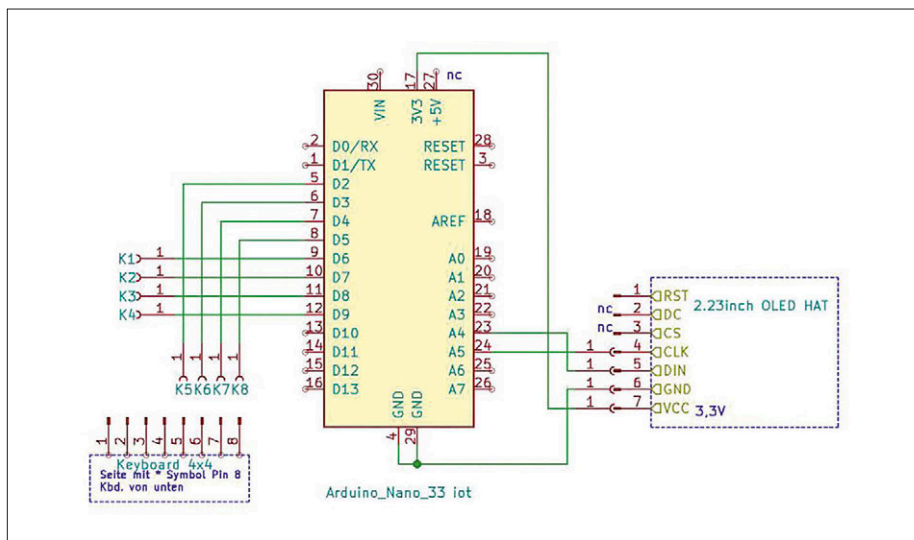 30
17
27
nc
VIN
3V3
+5V
2 D0/RX RESET 28
1 D1/TX RESET 3
5 D2
6 D3
7 D4 AREF 18
8 D5
K1 1 9 D6 A0 19
K2 1 10 D7 A1 20
K3 1 11 D8 A2 21
K4 1 12 D9 A3 22
13 D10 A4 23
14 D11 A5 24
15 D12 A6 25
16 D13 A7 26
1 RST 2.23inch OLED HAT
nc 2 DC
nc 3 CS
1 4 CLK
1 5 DIN
1 6 GND
1 7 VCC 3,3V
1 1 1 1
K5 K6 K7 K8
GND GND
4 29
1 2 3 4 5 6 7 8
Keyboard 4x4
Seite mit * Symbol Pin 8
Kbd. von unten
Arduino_Nano_33 iot